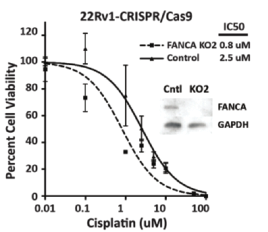 22Rv1-CRISPR/Cas9
IC50
FANCA KO2 0.8 uM
Control 2.5 uM
Cntl KO2
FANCA
GAPDH
Percent Cell Viability
120
100
80
60
40
20
0
0.01 0.1 1 10 100
Cisplatin (uM)